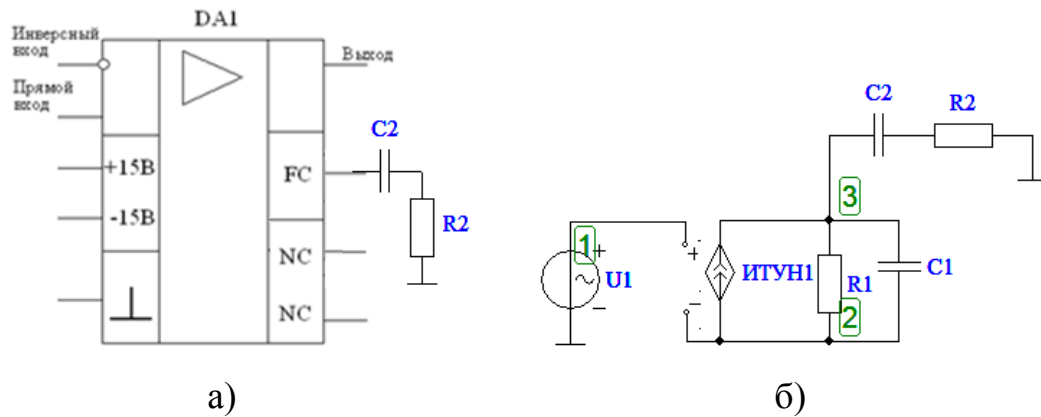 DA1
Инверсный
вход
Прямой
вход
Выход
+15В
-15В
FC
NC
NC
C2
R2
C2
R2
3
1
+
−
U1
+
−
ИТУН1
R1
C1
2
а)
б)